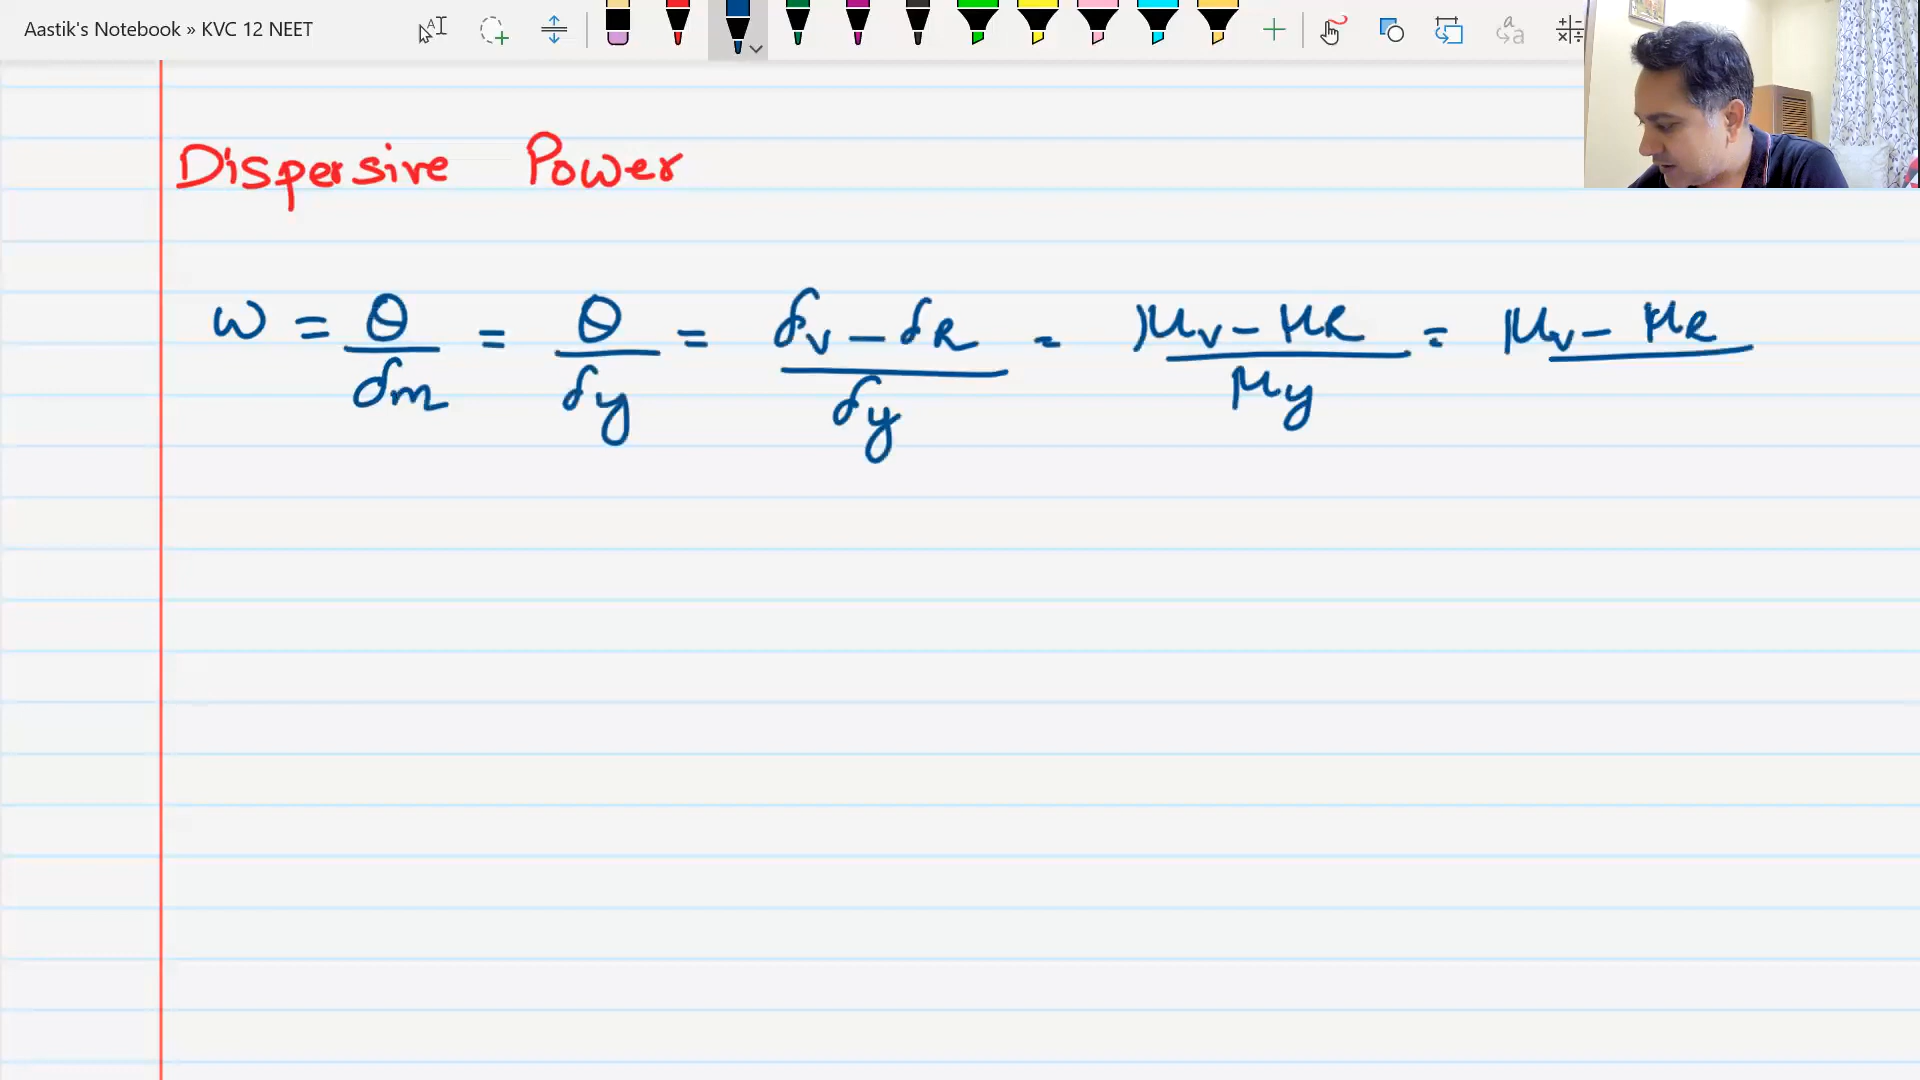 Aastik's Notebook » KVC 12 NEET
Dispersive Power
ω = θ/δm = θ/δy = δv - δR/δy = μv - μR/μy = μv - μR